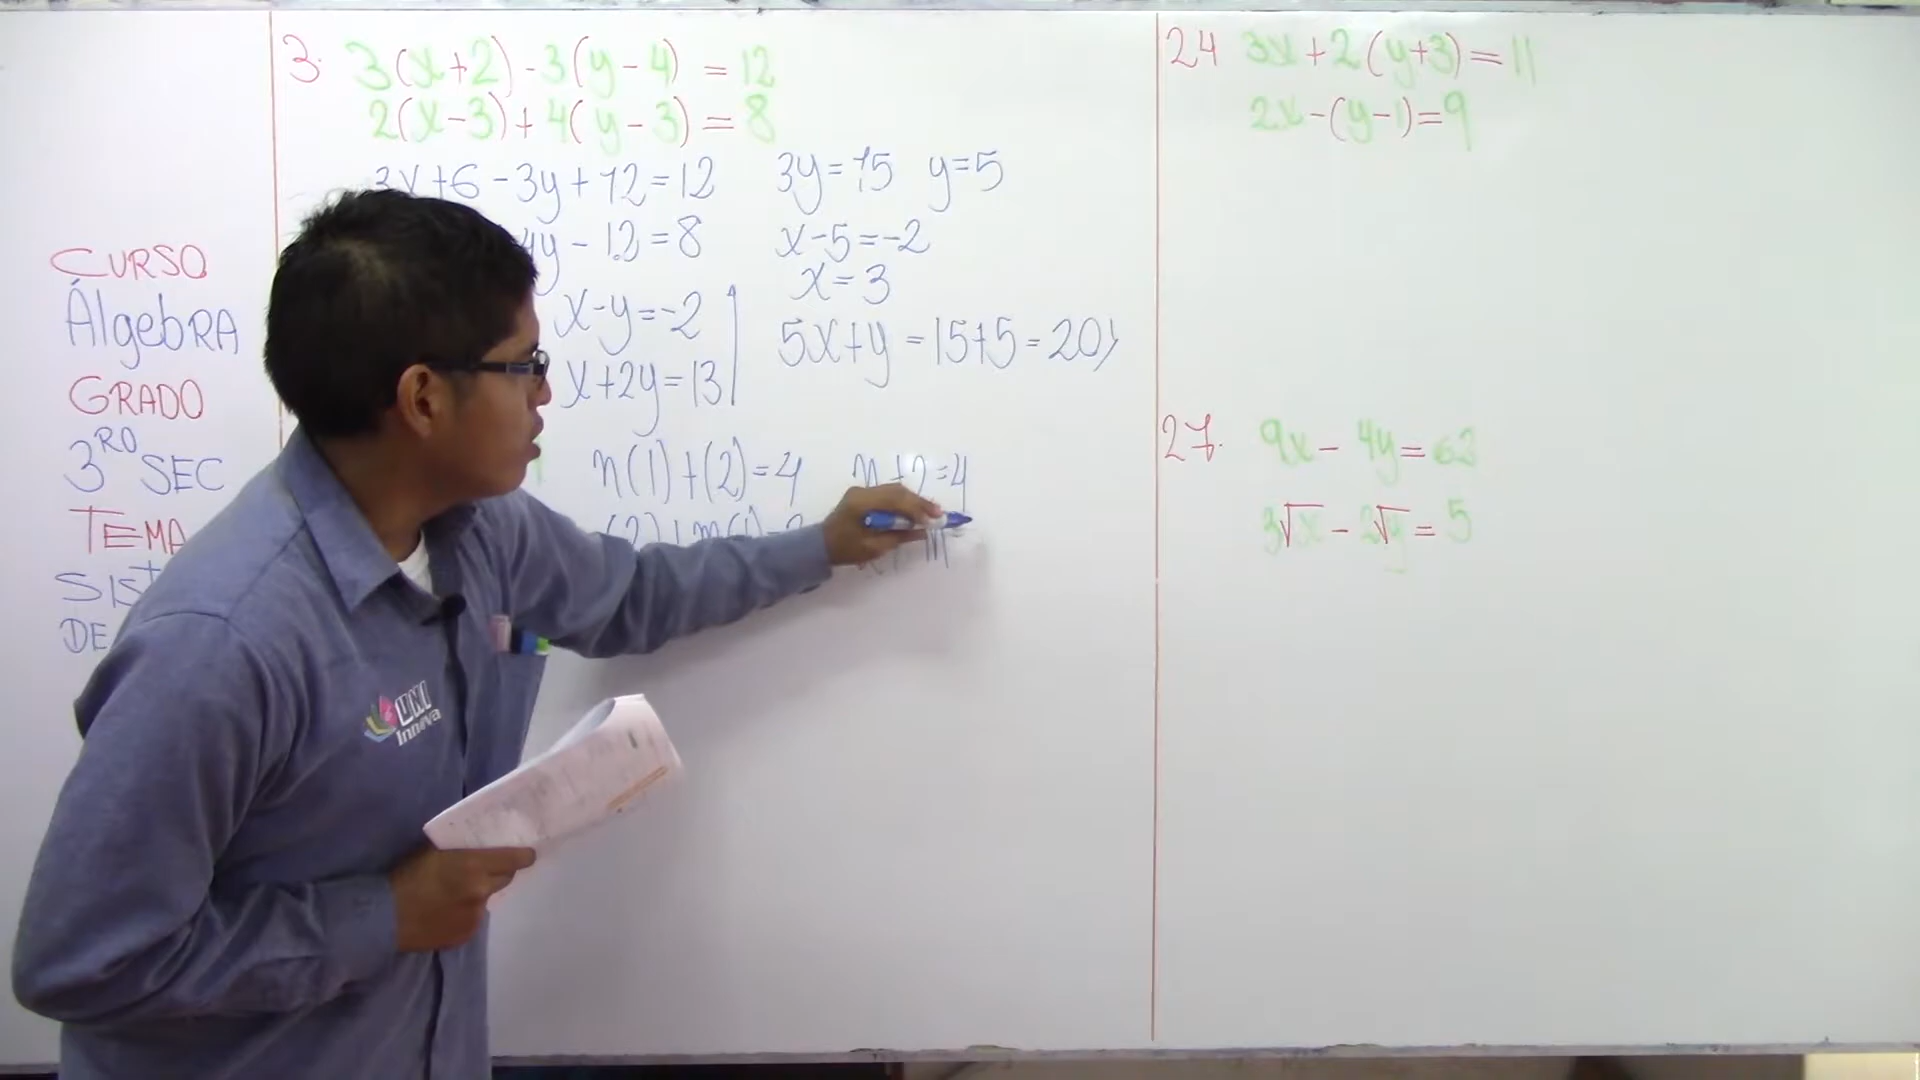 CURSO
Álgebra
GRADO
3RO SEC
TEMA
SIST
DE
3. 3(x+2)-3(y-4) = 12
2(x-3)+4(y-3) = 8
3x+6-3y+12=12
4y-12=8
x-y=-2
x+2y=13
3y=15 y=5
x-5=-2
x=3
5x+y=15+5=20
n(1)+(2)=4
n+2=4
UNI
Innova
24 3x+2(y+3)=11
2x-(y-1)=9
27. 9x-4y=63
3√x-2√y=5